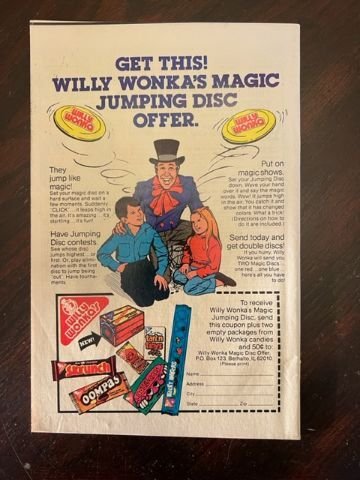 GET THIS!
WILLY WONKA'S MAGIC
JUMPING DISC
OFFER.
WILLY
WONKA
WILLY
WONKA
They
jump like
magic!
Set your magic disc on a
hard surface and wait a
few moments. Suddenly
"CLICK"...it leaps high in
the air. It's amazing...it's
startling...it's fun!
Have Jumping
Disc contests.
See whose disc
jumps highest...or
first. Or, play elimi-
nation with the first
disc to jump being
"out." Have tourna-
ments.
Put on
magic shows.
Set your Jumping Disc
down. Wave your hand
over it and say the magic
words. Wow! It jumps high
in the air. You catch it and
show that it has changed
colors. What a trick!
(Directions on how to
do it are included.)
Send today and
get double discs!
If you hurry, Willy
Wonka will send you
TWO Magic Discs...
one red...one blue...
here's all you have
to do!
WILLY
WONKA'S
NEW!
Scrunch
OOMPAS
To receive
Willy Wonka's Magic
Jumping Disc, send
this coupon plus two
empty packages from
Willy Wonka candies
and 50¢ to:
Willy Wonka Magic Disc Offer,
P.O. Box 123, Bethalto, IL 62010.
(Please print)
Name
Address
City
State Zip